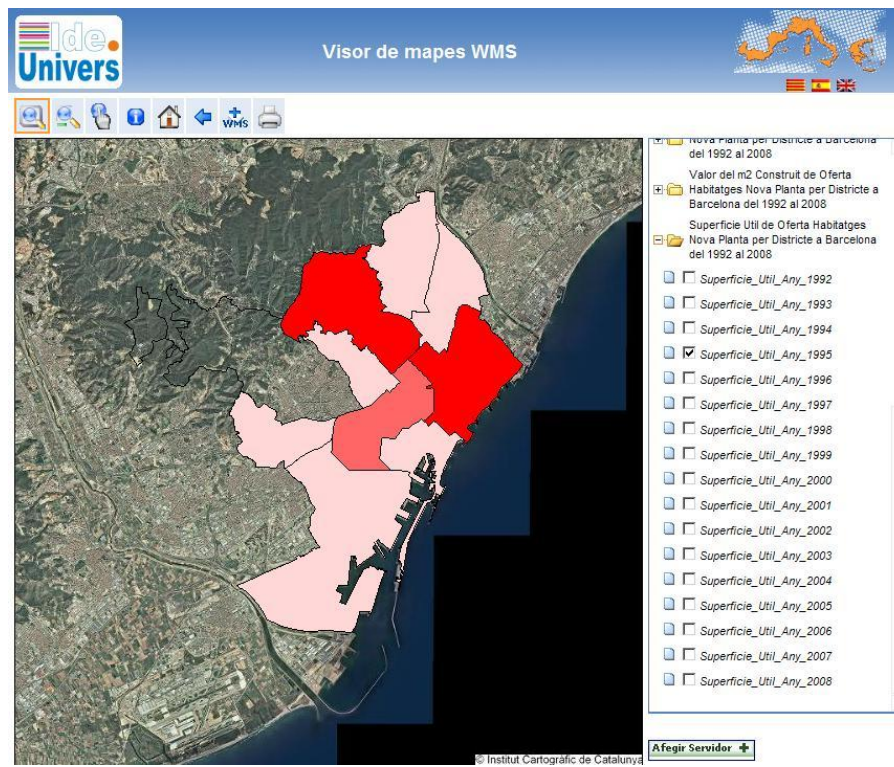 Ide.
Univers
Visor de mapes WMS
WMS
Nova Planta per Districte a Barcelona
del 1992 al 2008
Valor del m2 Construit de Oferta
Habitatges Nova Planta per Districte a
Barcelona del 1992 al 2008
Superficie Util de Oferta Habitatges
Nova Planta per Districte a Barcelona
del 1992 al 2008
Superficie_Util_Any_1992
Superficie_Util_Any_1993
Superficie_Util_Any_1994
Superficie_Util_Any_1995
Superficie_Util_Any_1996
Superficie_Util_Any_1997
Superficie_Util_Any_1998
Superficie_Util_Any_1999
Superficie_Util_Any_2000
Superficie_Util_Any_2001
Superficie_Util_Any_2002
Superficie_Util_Any_2003
Superficie_Util_Any_2004
Superficie_Util_Any_2005
Superficie_Util_Any_2006
Superficie_Util_Any_2007
Superficie_Util_Any_2008
© Institut Cartogràfic de Catalunya
Afegir Servidor